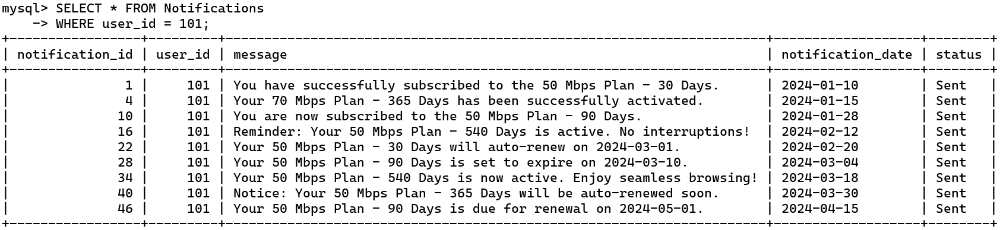 mysql> SELECT * FROM Notifications
    -> WHERE user_id = 101;
+-----------------+---------+----------------------------------------------------------------------+-------------------+--------+
| notification_id | user_id | message                                                              | notification_date | status |
+-----------------+---------+----------------------------------------------------------------------+-------------------+--------+
|               1 |     101 | You have successfully subscribed to the 50 Mbps Plan - 30 Days.      | 2024-01-10        | Sent   |
|               4 |     101 | Your 70 Mbps Plan - 365 Days has been successfully activated.        | 2024-01-15        | Sent   |
|              10 |     101 | You are now subscribed to the 50 Mbps Plan - 90 Days.                | 2024-01-28        | Sent   |
|              16 |     101 | Reminder: Your 50 Mbps Plan - 540 Days is active. No interruptions!  | 2024-02-12        | Sent   |
|              22 |     101 | Your 50 Mbps Plan - 30 Days will auto-renew on 2024-03-01.           | 2024-02-20        | Sent   |
|              28 |     101 | Your 50 Mbps Plan - 90 Days is set to expire on 2024-03-10.          | 2024-03-04        | Sent   |
|              34 |     101 | Your 50 Mbps Plan - 540 Days is now active. Enjoy seamless browsing! | 2024-03-18        | Sent   |
|              40 |     101 | Notice: Your 50 Mbps Plan - 365 Days will be auto-renewed soon.      | 2024-03-30        | Sent   |
|              46 |     101 | Your 50 Mbps Plan - 90 Days is due for renewal on 2024-05-01.        | 2024-04-15        | Sent   |
+-----------------+---------+----------------------------------------------------------------------+-------------------+--------+